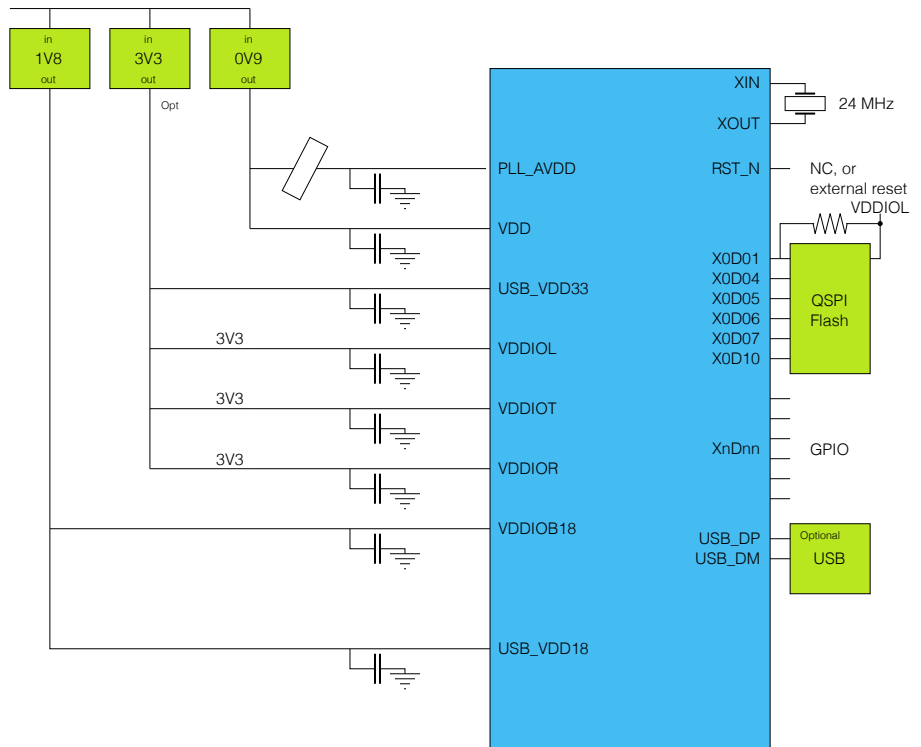 in
1V8
out
in
3V3
out
in
0V9
out
Opt
XIN
XOUT
24 MHz
PLL_AVDD
RST_N
NC, or
external reset
VDDIOL
VDD
X0D01
X0D04
X0D05
X0D06
X0D07
X0D10
QSPI
Flash
USB_VDD33
3V3
VDDIOL
3V3
VDDIOT
XnDnn
GPIO
3V3
VDDIOR
VDDIOB18
USB_DP
USB_DM
Optional
USB
USB_VDD18